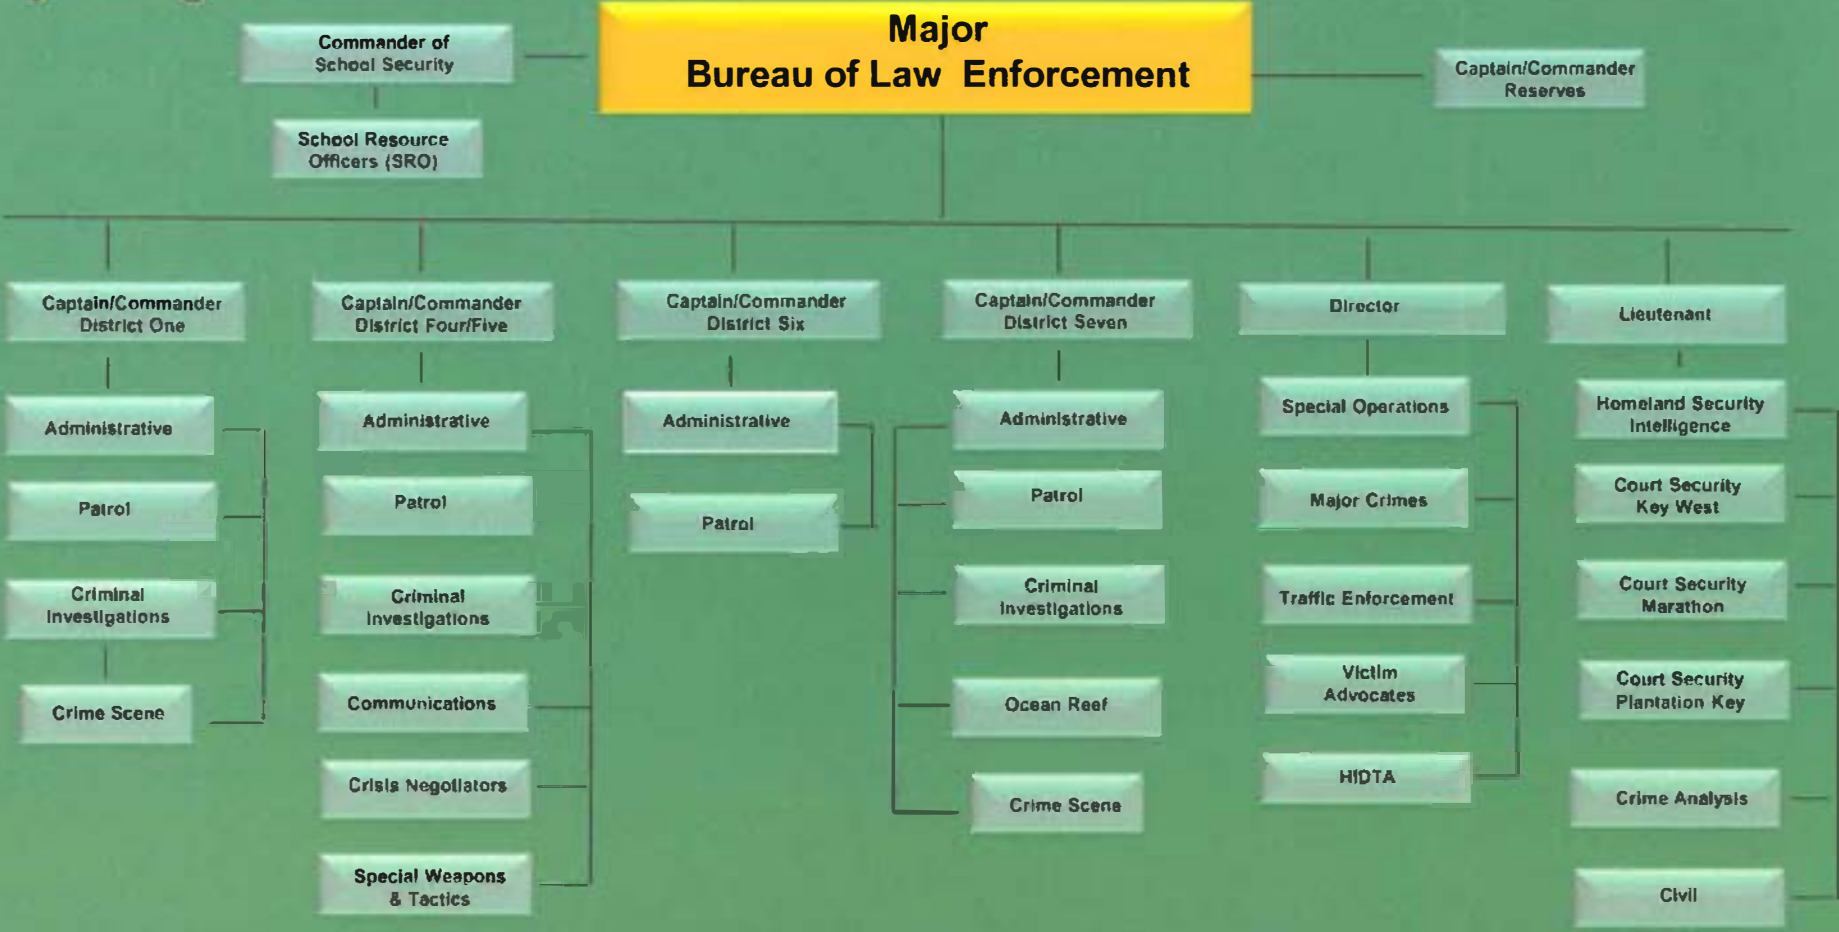 Major
Bureau of Law Enforcement
Commander of
School Security
School Resource
Officers (SRO)
Captain/Commander
Reserves
Captain/Commander
District One
Administrative
Patrol
Criminal
Investigations
Crime Scene
Captain/Commander
District Four/Five
Administrative
Patrol
Criminal
Investigations
Communications
Crisis Negotiators
Special Weapons
& Tactics
Captain/Commander
District Six
Administrative
Patrol
Captain/Commander
District Seven
Administrative
Patrol
Criminal
Investigations
Ocean Reef
Crime Scene
Director
Special Operations
Major Crimes
Traffic Enforcement
Victim
Advocates
HIDTA
Lieutenant
Homeland Security
Intelligence
Court Security
Key West
Court Security
Marathon
Court Security
Plantation Key
Crime Analysis
Civil